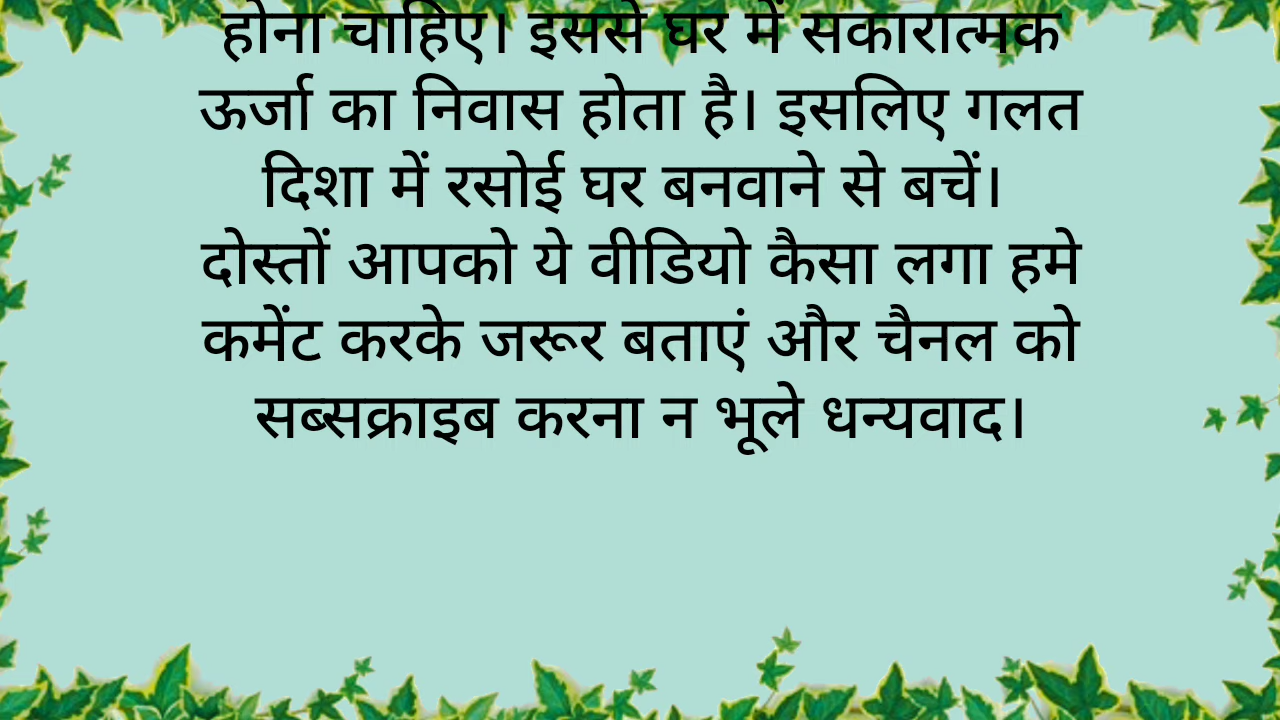 होना चाहिए। इससे घर में सकारात्मक
ऊर्जा का निवास होता है। इसलिए गलत
दिशा में रसोई घर बनवाने से बचें।
दोस्तों आपको ये वीडियो कैसा लगा हमे
कमेंट करके जरूर बताएं और चैनल को
सब्सक्राइब करना न भूले धन्यवाद।